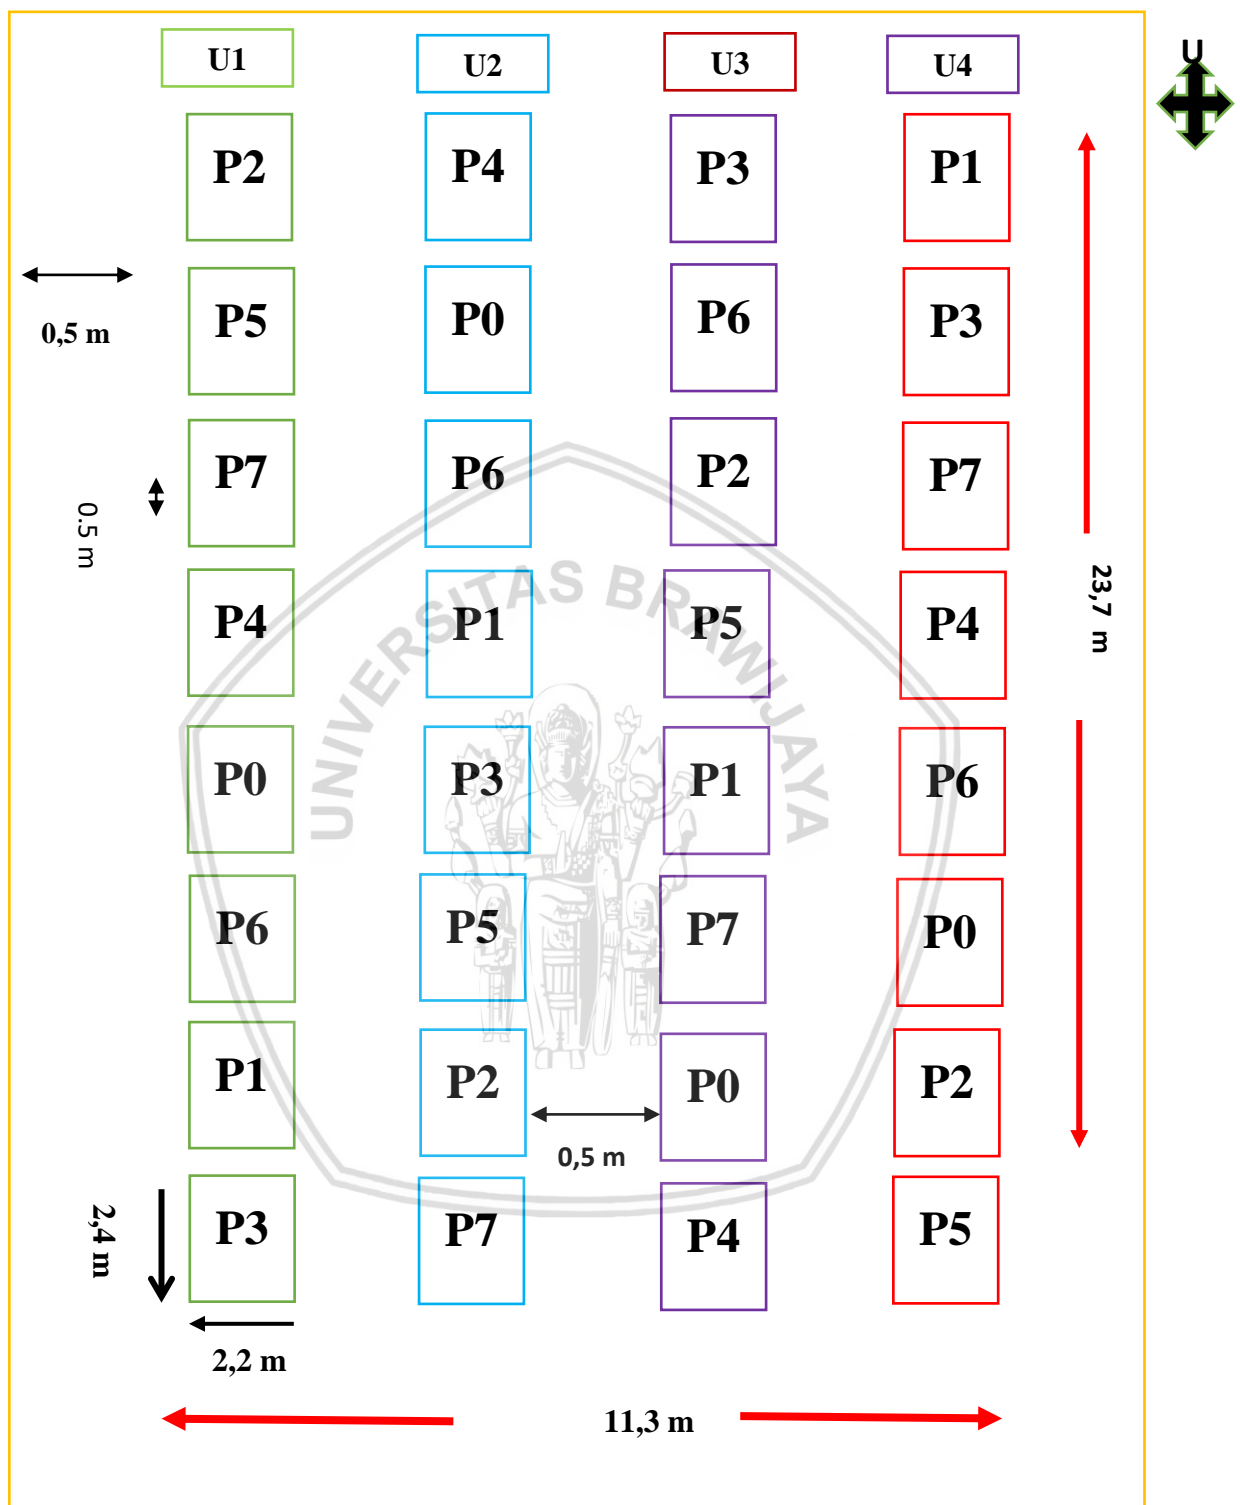 U1 U2 U3 U4
U
P2 P4 P3 P1
P5 P0 P6 P3
0,5 m
P7 P6 P2 P7
0.5 m
P4 P1 P5 P4
23,7 m
P0 P3 P1 P6
P6 P5 P7 P0
P1 P2 P0 P2
0,5 m
P3 P7 P4 P5
2,4 m
2,2 m
11,3 m
UNIVERSITAS BRAWIJAYA